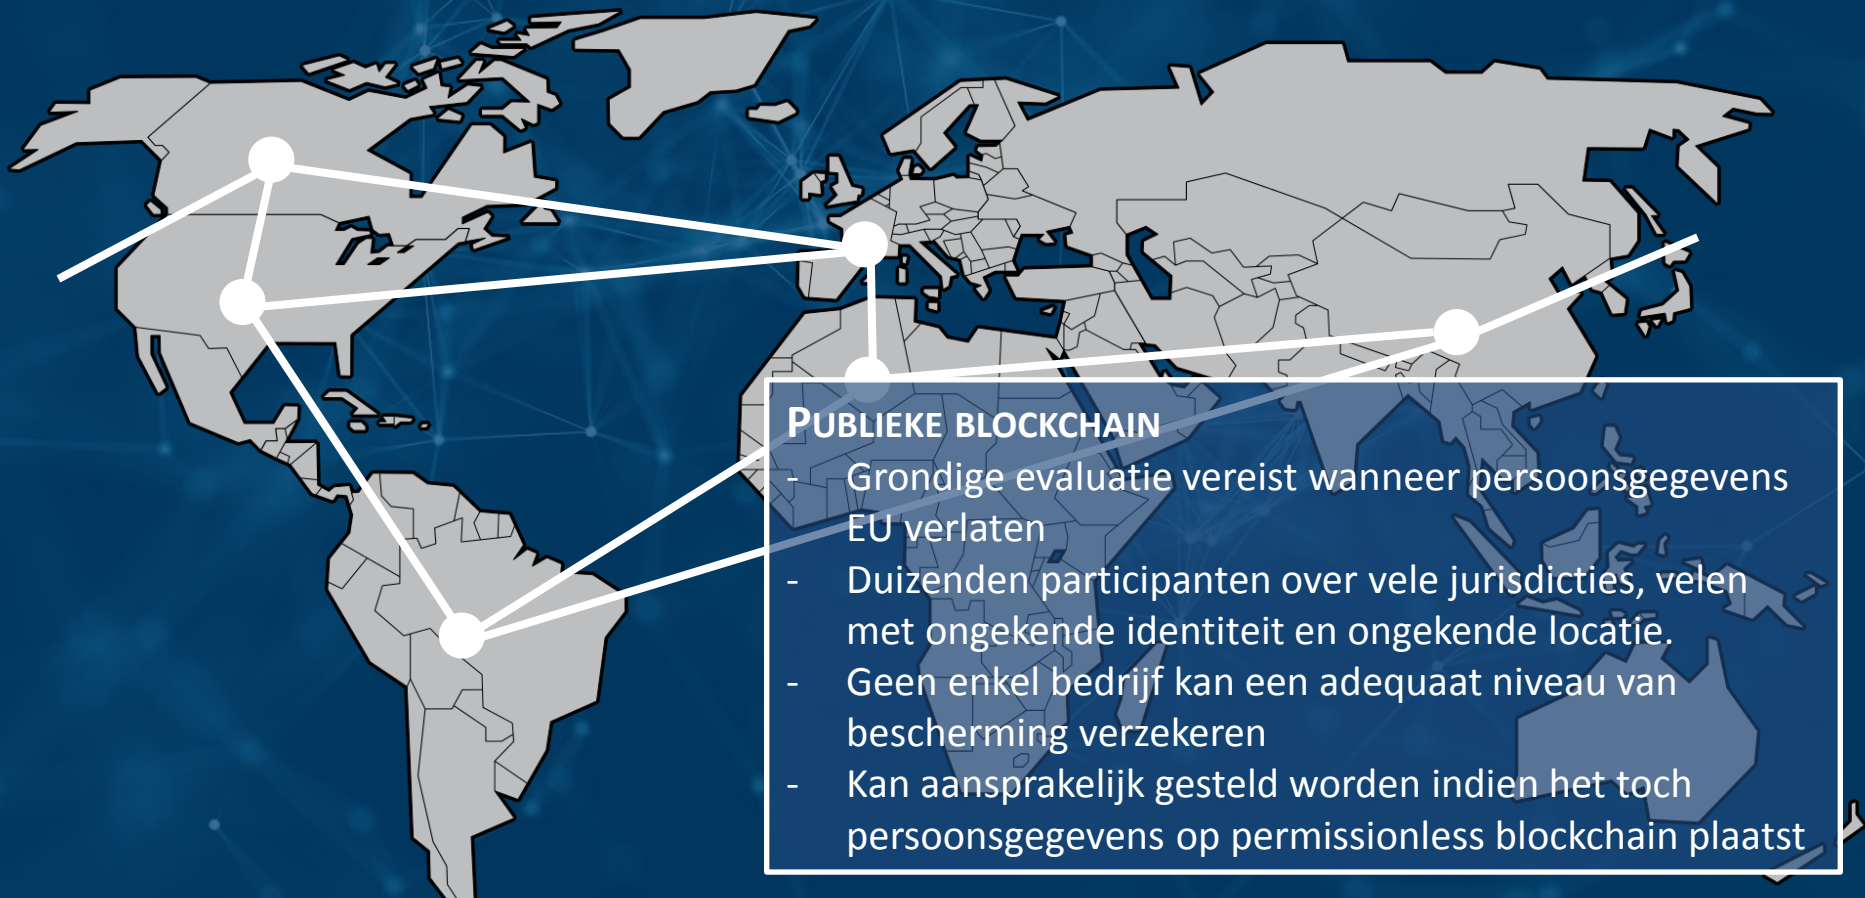 PUBLIEKE BLOCKCHAIN
- Grondige evaluatie vereist wanneer persoonsgegevens
EU verlaten
- Duizenden participanten over vele jurisdicties, velen
met ongekende identiteit en ongekende locatie.
- Geen enkel bedrijf kan een adequaat niveau van
bescherming verzekeren
- Kan aansprakelijk gesteld worden indien het toch
persoonsgegevens op permissionless blockchain plaatst